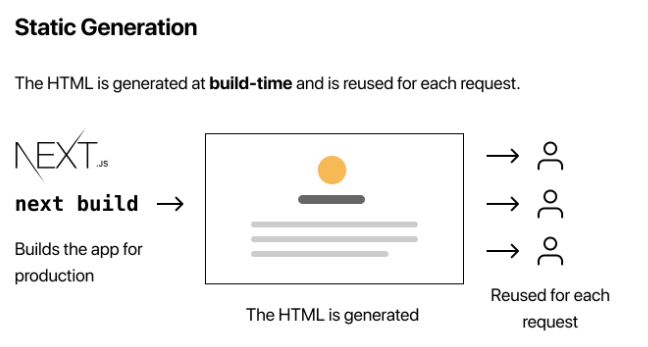 Static Generation
The HTML is generated at build-time and is reused for each request.
NEXT.JS
next build
Builds the app for
production
The HTML is generated
Reused for each
request